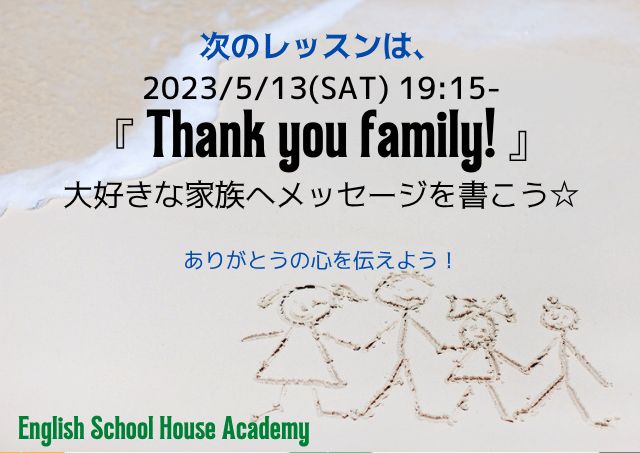 次のレッスンは、
2023/5/13(SAT) 19:15-
『 Thank you family! 』
大好きな家族へメッセージを書こう☆
ありがとうの心を伝えよう！
English School House Academy